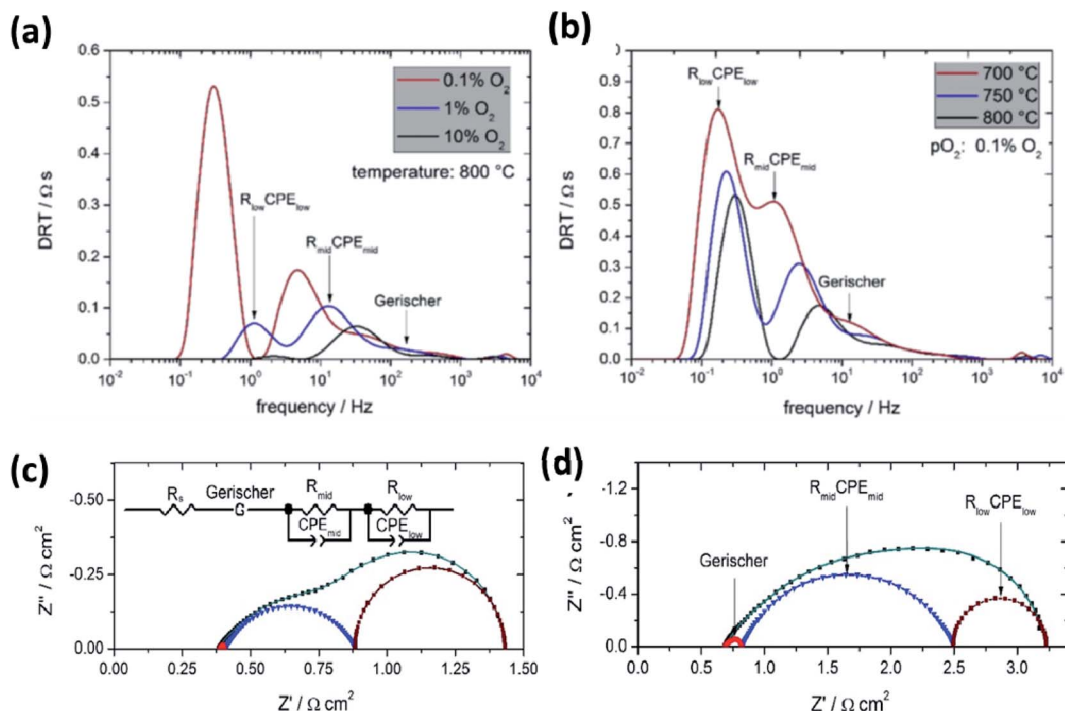 (a)
0.6
0.5
0.4
0.3
0.2
0.1
0.0
DRT / Ω s
0.1% O2
1% O2
10% O2
temperature: 800 °C
RlowCPElow
RmidCPEmid
Gerischer
10-2 10-1 100 101 102 103 104
frequency / Hz
(b)
0.8
0.7
0.6
0.5
0.4
0.3
0.2
0.1
0.0
DRT / Ω s
RlowCPElow
700 °C
750 °C
800 °C
RmidCPEmid
pO2: 0.1% O2
Gerischer
10-2 10-1 100 101 102 103 104
frequency / Hz
(c)
-0.50
-0.25
0.00
Z'' / Ω cm2
Rs
Gerischer
G
Rmid
CPEmid
Rlow
CPElow
0.00 0.25 0.50 0.75 1.00 1.25 1.50
Z' / Ω cm2
(d)
-1.2
-0.8
-0.4
0.0
Z'' / Ω cm2
RmidCPEmid
RlowCPElow
Gerischer
0.0 0.5 1.0 1.5 2.0 2.5 3.0
Z' / Ω cm2